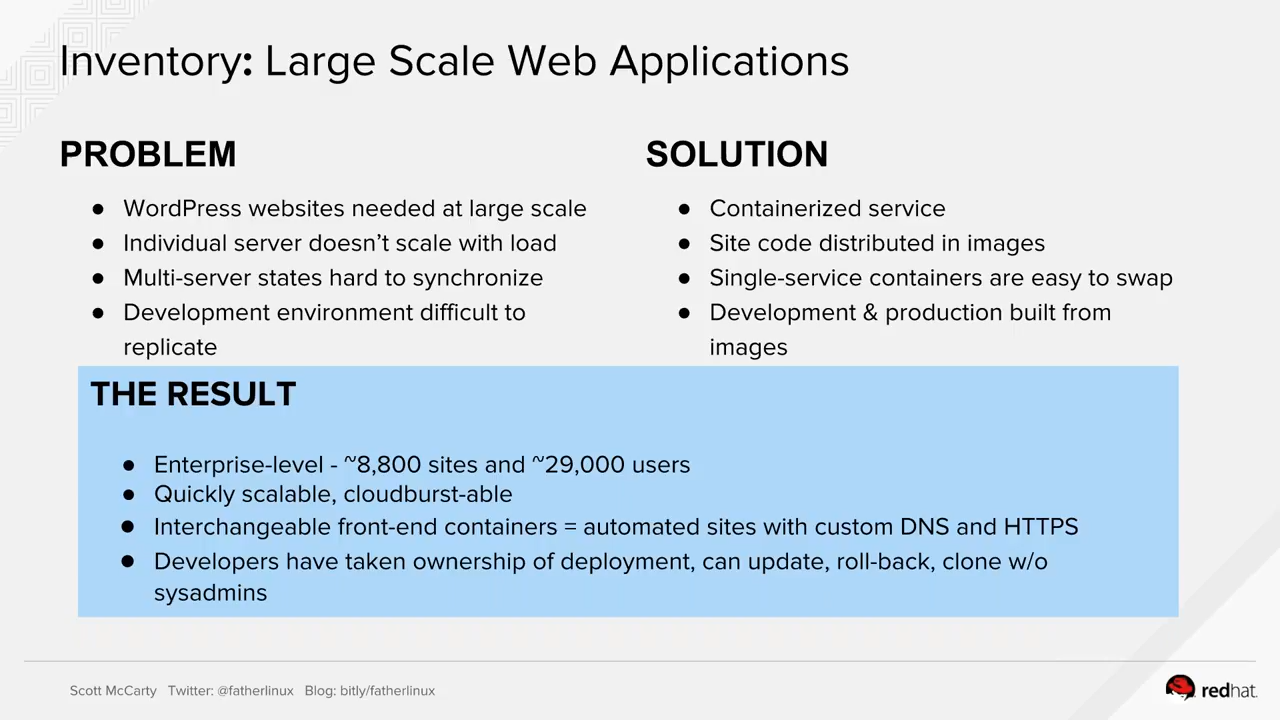 Inventory: Large Scale Web Applications
PROBLEM
● WordPress websites needed at large scale
● Individual server doesn’t scale with load
● Multi-server states hard to synchronize
● Development environment difficult to
replicate
SOLUTION
● Containerized service
● Site code distributed in images
● Single-service containers are easy to swap
● Development & production built from
images
THE RESULT
● Enterprise-level - ~8,800 sites and ~29,000 users
● Quickly scalable, cloudburst-able
● Interchangeable front-end containers = automated sites with custom DNS and HTTPS
● Developers have taken ownership of deployment, can update, roll-back, clone w/o
sysadmins
Scott McCarty Twitter: @fatherlinux Blog: bitly/fatherlinux
redhat.